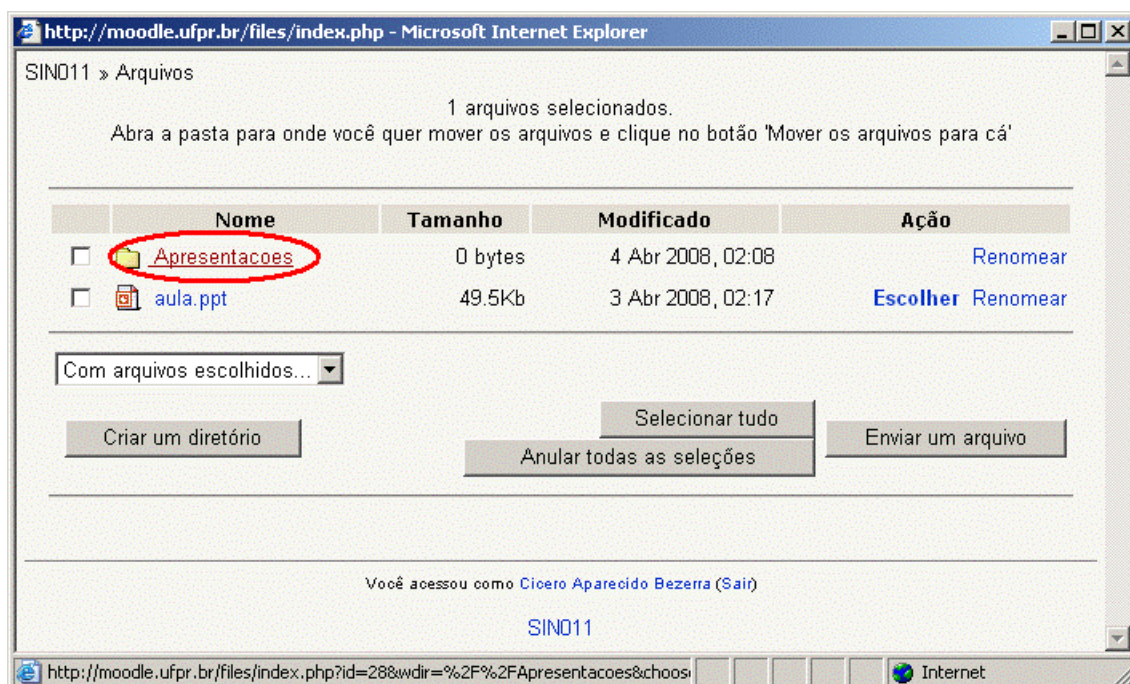 http://moodle.ufpr.br/files/index.php - Microsoft Internet Explorer
SIN011 » Arquivos
1 arquivos selecionados.
Abra a pasta para onde você quer mover os arquivos e clique no botão 'Mover os arquivos para cá'
Nome Tamanho Modificado Ação
Apresentacoes 0 bytes 4 Abr 2008, 02:08 Renomear
aula.ppt 49.5Kb 3 Abr 2008, 02:17 Escolher Renomear
Com arquivos escolhidos...
Criar um diretório
Selecionar tudo
Anular todas as seleções
Enviar um arquivo
Você acessou como Cicero Aparecido Bezerra (Sair)
SIN011
http://moodle.ufpr.br/files/index.php?id=28&wdir=%2F%2FApresentacoes&choos Internet